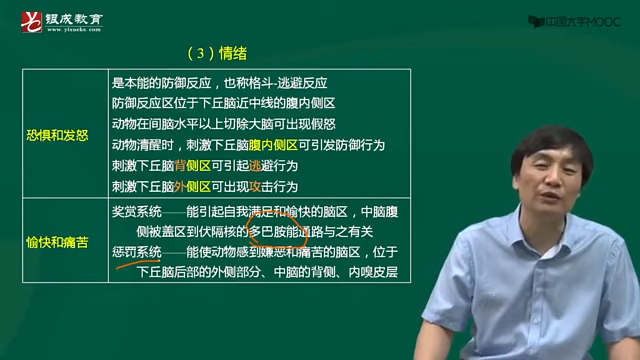 银成教育
www.yixueks.com
中国大学MOOC
（3）情绪
恐惧和发怒
是本能的防御反应，也称格斗-逃避反应
防御反应区位于下丘脑近中线的腹内侧区
动物在间脑水平以上切除大脑可出现假怒
动物清醒时，刺激下丘脑腹内侧区可引发防御行为
刺激下丘脑背侧区可引起逃避行为
刺激下丘脑外侧区可出现攻击行为
愉快和痛苦
奖赏系统——能引起自我满足和愉快的脑区，中脑腹
侧被盖区到伏隔核的多巴胺能通路与之有关
惩罚系统——能使动物感到嫌恶和痛苦的脑区，位于
下丘脑后部的外侧部分、中脑的背侧、内嗅皮层